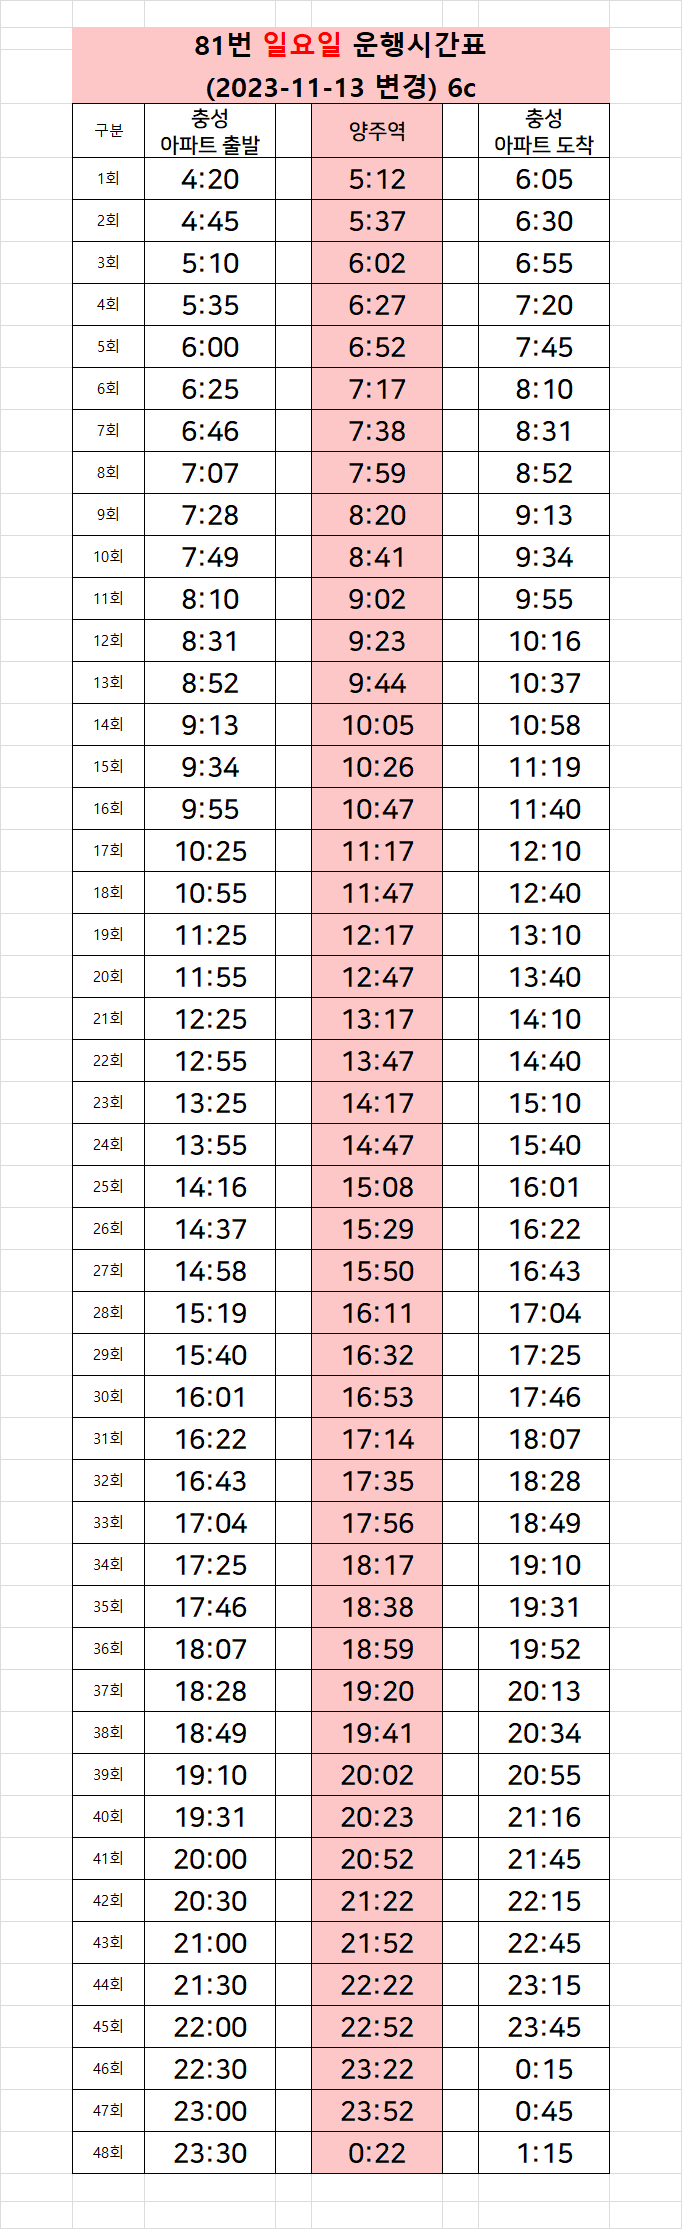 81번 일요일 운행시간표
(2023-11-13 변경) 6c
구분 충성 아파트 출발 양주역 충성 아파트 도착
1회 4:20 5:12 6:05
2회 4:45 5:37 6:30
3회 5:10 6:02 6:55
4회 5:35 6:27 7:20
5회 6:00 6:52 7:45
6회 6:25 7:17 8:10
7회 6:46 7:38 8:31
8회 7:07 7:59 8:52
9회 7:28 8:20 9:13
10회 7:49 8:41 9:34
11회 8:10 9:02 9:55
12회 8:31 9:23 10:16
13회 8:52 9:44 10:37
14회 9:13 10:05 10:58
15회 9:34 10:26 11:19
16회 9:55 10:47 11:40
17회 10:25 11:17 12:10
18회 10:55 11:47 12:40
19회 11:25 12:17 13:10
20회 11:55 12:47 13:40
21회 12:25 13:17 14:10
22회 12:55 13:47 14:40
23회 13:25 14:17 15:10
24회 13:55 14:47 15:40
25회 14:16 15:08 16:01
26회 14:37 15:29 16:22
27회 14:58 15:50 16:43
28회 15:19 16:11 17:04
29회 15:40 16:32 17:25
30회 16:01 16:53 17:46
31회 16:22 17:14 18:07
32회 16:43 17:35 18:28
33회 17:04 17:56 18:49
34회 17:25 18:17 19:10
35회 17:46 18:38 19:31
36회 18:07 18:59 19:52
37회 18:28 19:20 20:13
38회 18:49 19:41 20:34
39회 19:10 20:02 20:55
40회 19:31 20:23 21:16
41회 20:00 20:52 21:45
42회 20:30 21:22 22:15
43회 21:00 21:52 22:45
44회 21:30 22:22 23:15
45회 22:00 22:52 23:45
46회 22:30 23:22 0:15
47회 23:00 23:52 0:45
48회 23:30 0:22 1:15